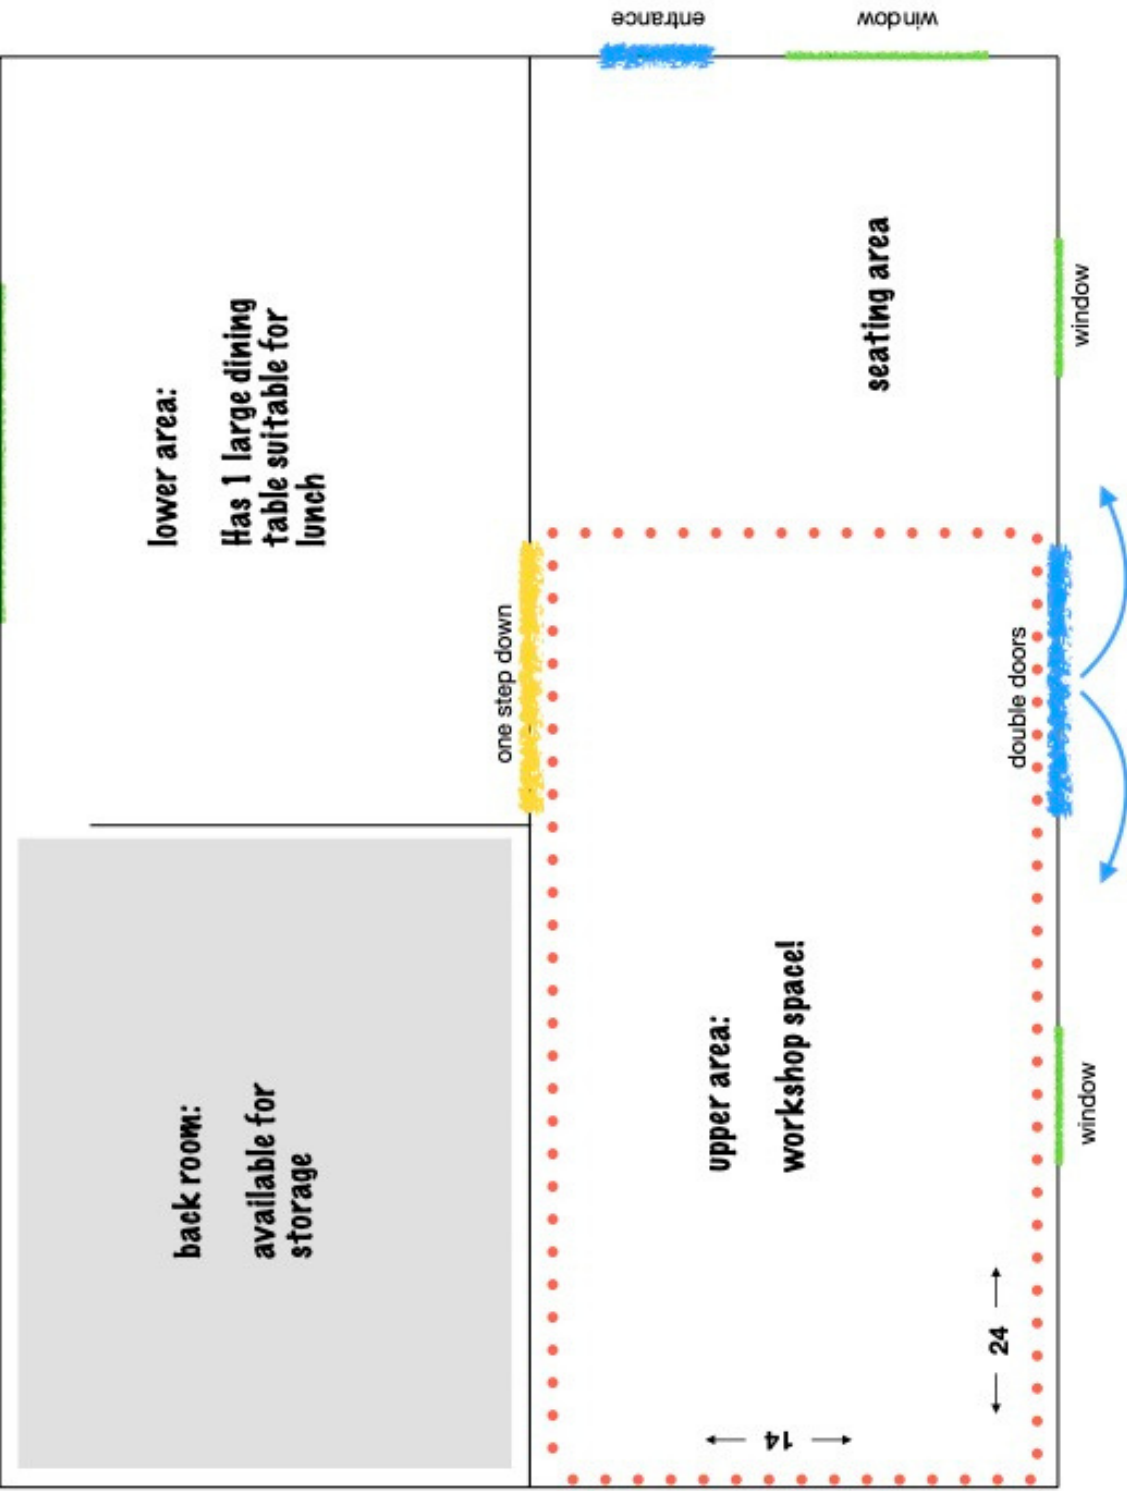 lower area:
Has 1 large dining
table suitable for
lunch
back room:
available for
storage
one step down
entrance
window
seating area
window
double doors
upper area:
workshop space!
window
14
24